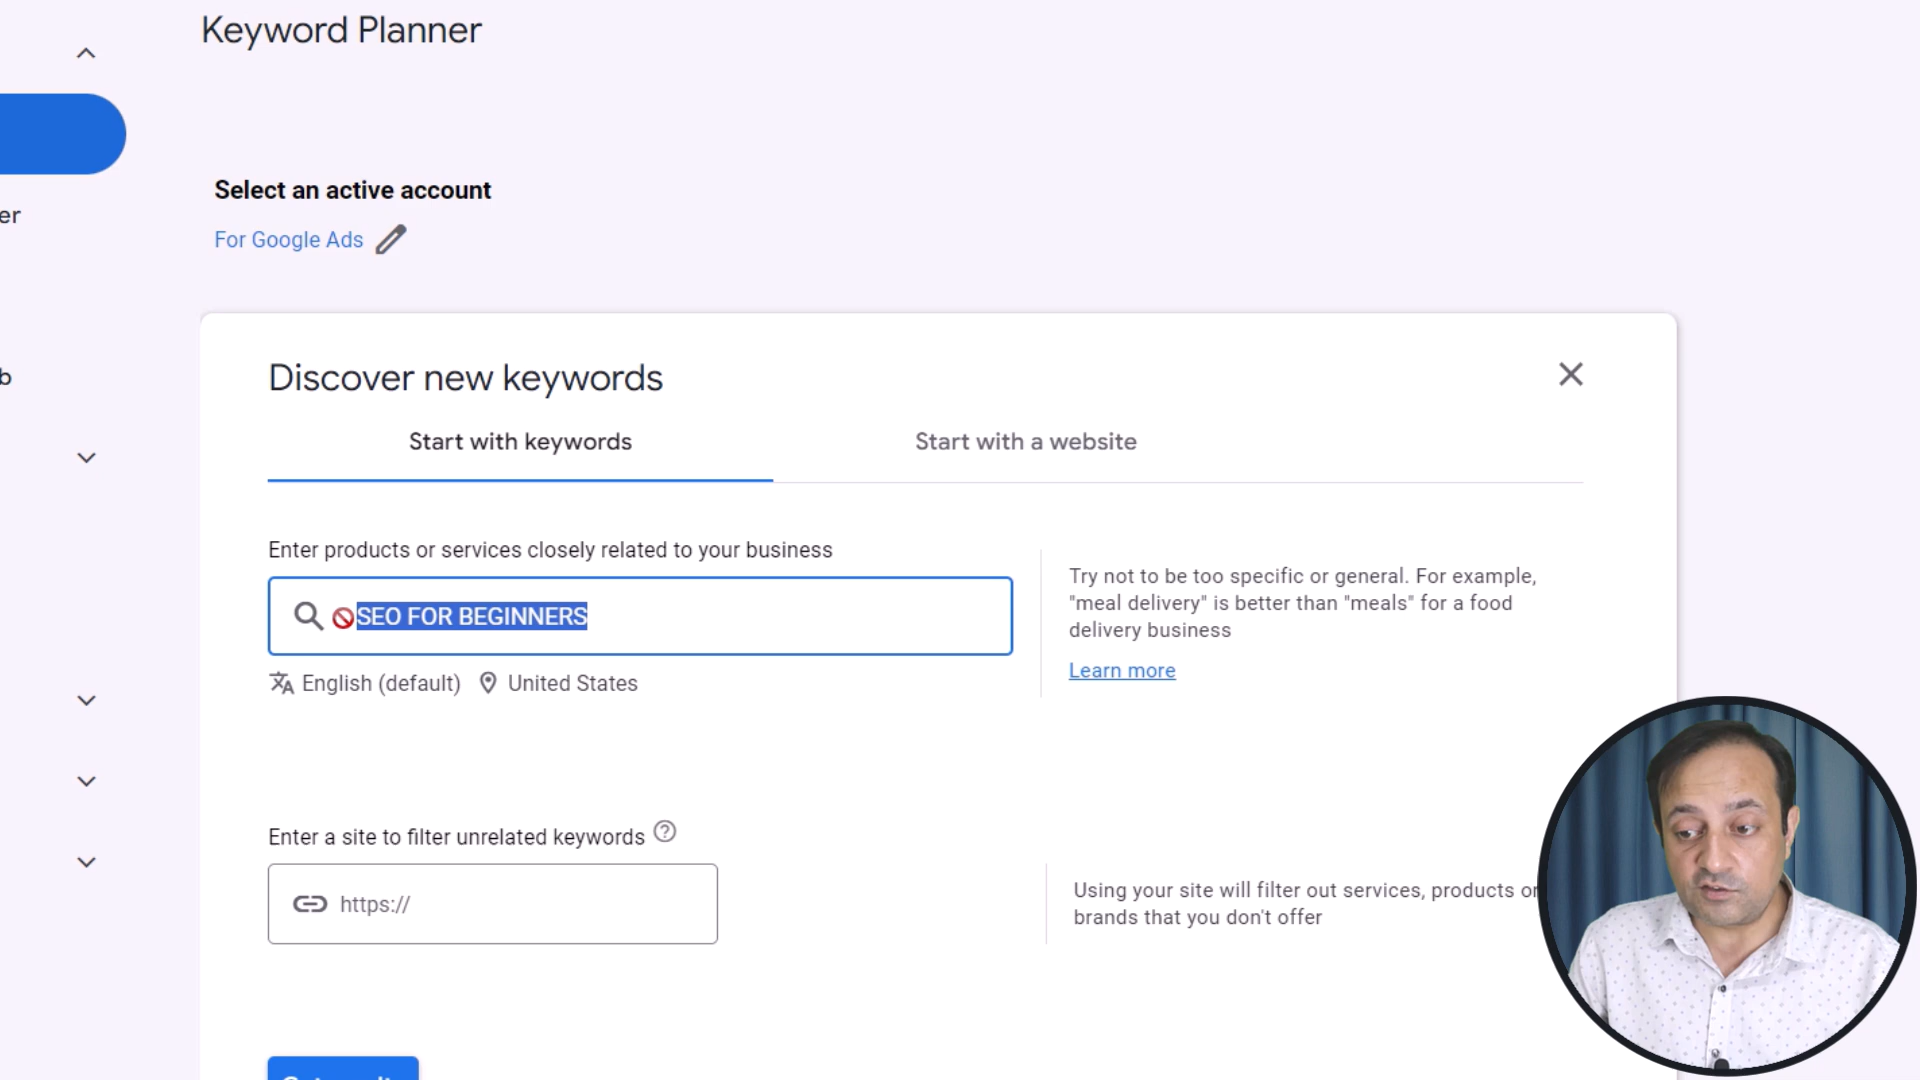 Keyword Planner
er
Select an active account
For Google Ads
b
Discover new keywords
Start with keywords
Start with a website
Enter products or services closely related to your business
🚫SEO FOR BEGINNERS
English (default) United States
Try not to be too specific or general. For example,
"meal delivery" is better than "meals" for a food
delivery business
Learn more
Enter a site to filter unrelated keywords
https://
Using your site will filter out services, products or
brands that you don't offer